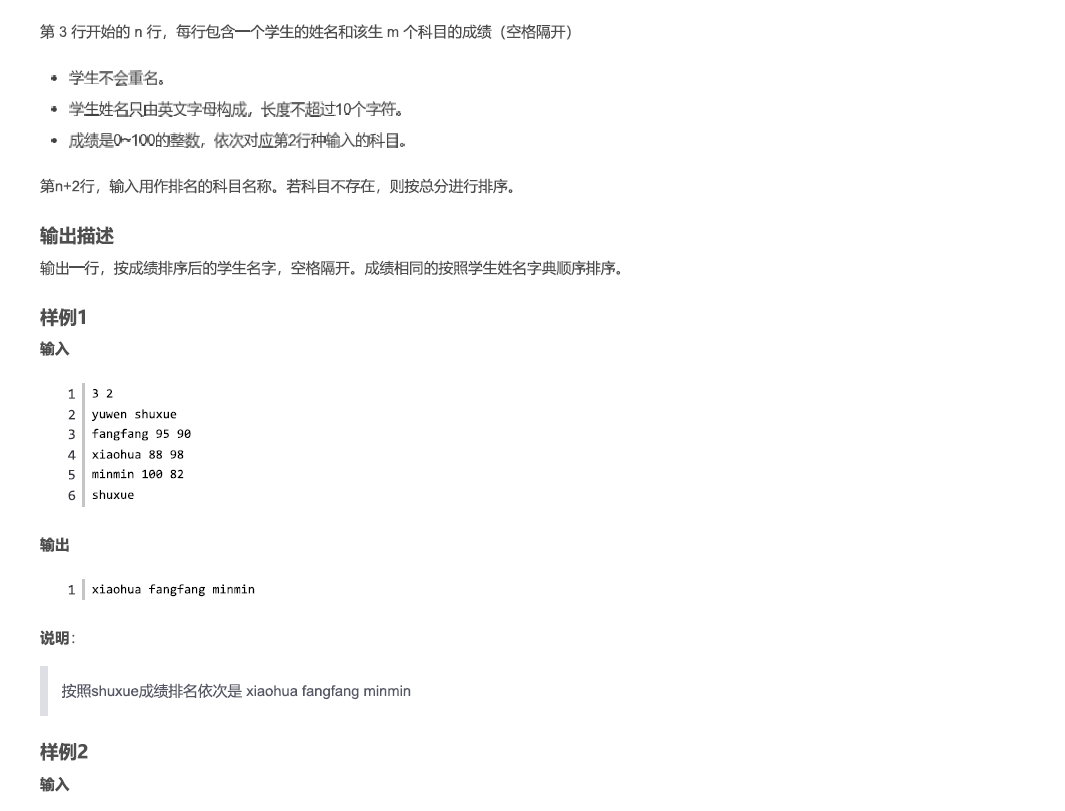 第 3 行开始的 n 行，每行包含一个学生的姓名和该生 m 个科目的成绩（空格隔开）
• 学生不会重名。
• 学生姓名只由英文字母构成，长度不超过10个字符。
• 成绩是0~100的整数，依次对应第2行种输入的科目。
第n+2行，输入用作排名的科目名称。若科目不存在，则按总分进行排序。
输出描述
输出一行，按成绩排序后的学生名字，空格隔开。成绩相同的按照学生姓名字典顺序排序。
样例1
输入
1 3 2
2 yuwen shuxue
3 fangfang 95 90
4 xiaohua 88 98
5 minmin 100 82
6 shuxue
输出
1 xiaohua fangfang minmin
说明：
按照shuxue成绩排名依次是 xiaohua fangfang minmin
样例2
输入